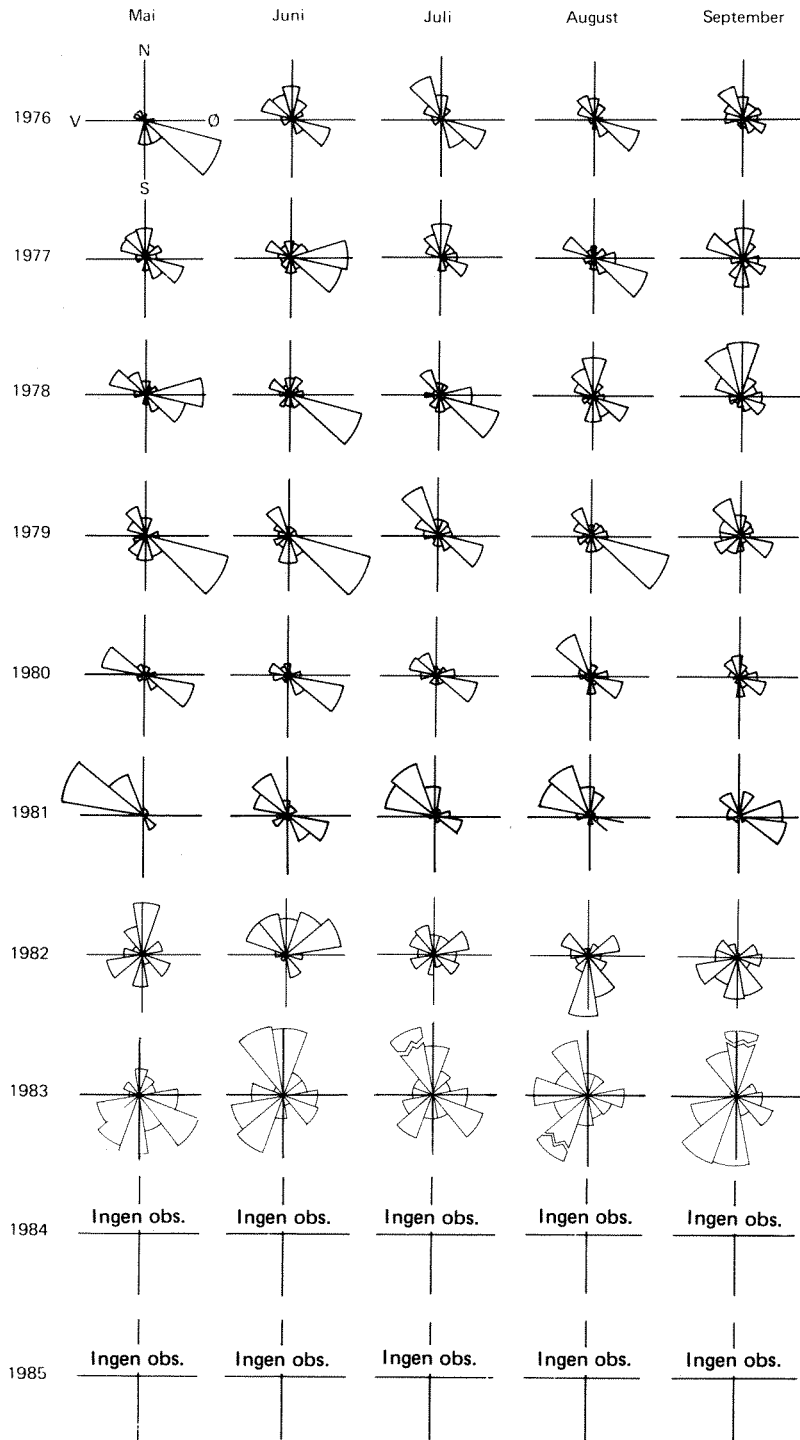 Mai Juni Juli August September
N
1976 V Ø
S
1977
1978
1979
1980
1981
1982
1983
Ingen obs. Ingen obs. Ingen obs. Ingen obs. Ingen obs.
1984
Ingen obs. Ingen obs. Ingen obs. Ingen obs. Ingen obs.
1985